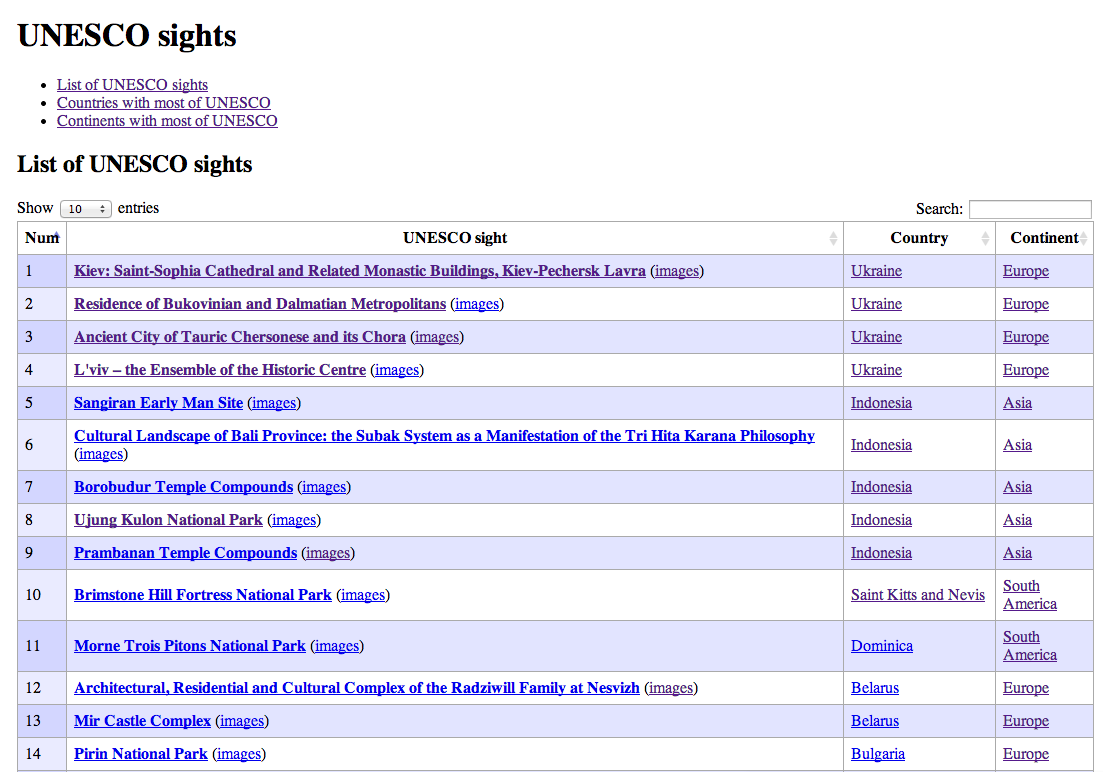 UNESCO sights
List of UNESCO sights
Countries with most of UNESCO
Continents with most of UNESCO
List of UNESCO sights
Show 10 entries Search:
Num UNESCO sight Country Continent
1 Kiev: Saint-Sophia Cathedral and Related Monastic Buildings, Kiev-Pechersk Lavra (images) Ukraine Europe
2 Residence of Bukovinian and Dalmatian Metropolitans (images) Ukraine Europe
3 Ancient City of Tauric Chersonese and its Chora (images) Ukraine Europe
4 L'viv – the Ensemble of the Historic Centre (images) Ukraine Europe
5 Sangiran Early Man Site (images) Indonesia Asia
6 Cultural Landscape of Bali Province: the Subak System as a Manifestation of the Tri Hita Karana Philosophy
(images) Indonesia Asia
7 Borobudur Temple Compounds (images) Indonesia Asia
8 Ujung Kulon National Park (images) Indonesia Asia
9 Prambanan Temple Compounds (images) Indonesia Asia
10 Brimstone Hill Fortress National Park (images) Saint Kitts and Nevis South
America
11 Morne Trois Pitons National Park (images) Dominica South
America
12 Architectural, Residential and Cultural Complex of the Radziwill Family at Nesvizh (images) Belarus Europe
13 Mir Castle Complex (images) Belarus Europe
14 Pirin National Park (images) Bulgaria Europe